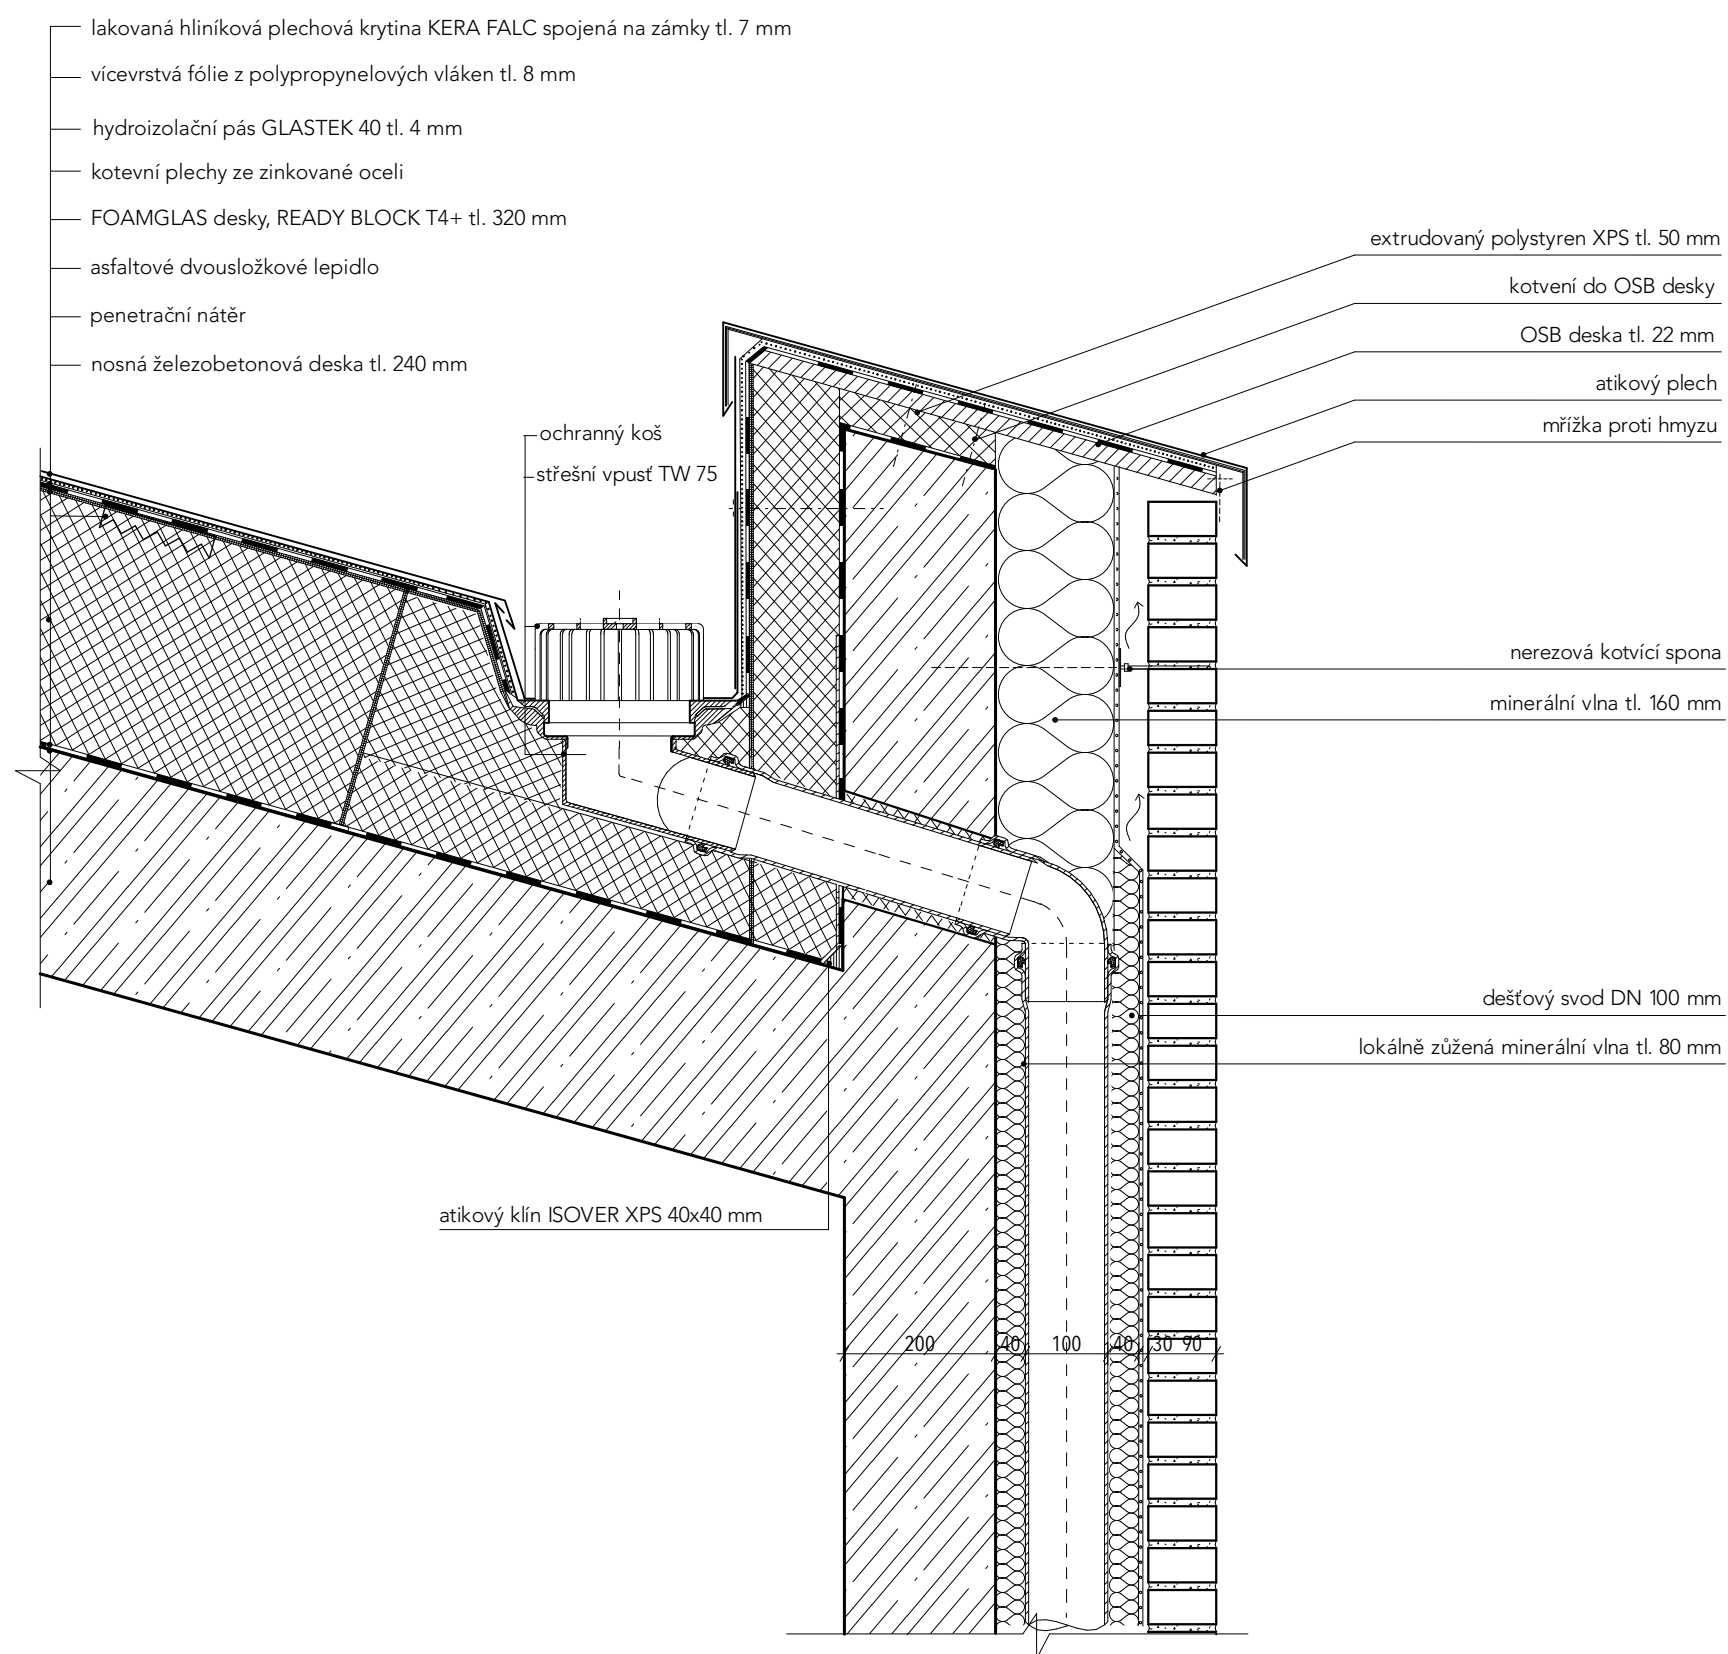 lakovaná hliníková plechová krytina KERA FALC spojená na zámky tl. 7 mm
vícevrstvá fólie z polypropynelových vláken tl. 8 mm
hydroizolační pás GLASTEK 40 tl. 4 mm
kotevní plechy ze zinkované oceli
FOAMGLAS desky, READY BLOCK T4+ tl. 320 mm
asfaltové dvousložkové lepidlo
penetrační nátěr
nosná železobetonová deska tl. 240 mm
ochranný koš
střešní vpusť TW 75
extrudovaný polystyren XPS tl. 50 mm
kotvení do OSB desky
OSB deska tl. 22 mm
atikový plech
mřížka proti hmyzu
nerezová kotvící spona
minerální vlna tl. 160 mm
dešťový svod DN 100 mm
lokálně zúžená minerální vlna tl. 80 mm
atikový klín ISOVER XPS 40x40 mm
200 40 100 40 30 90